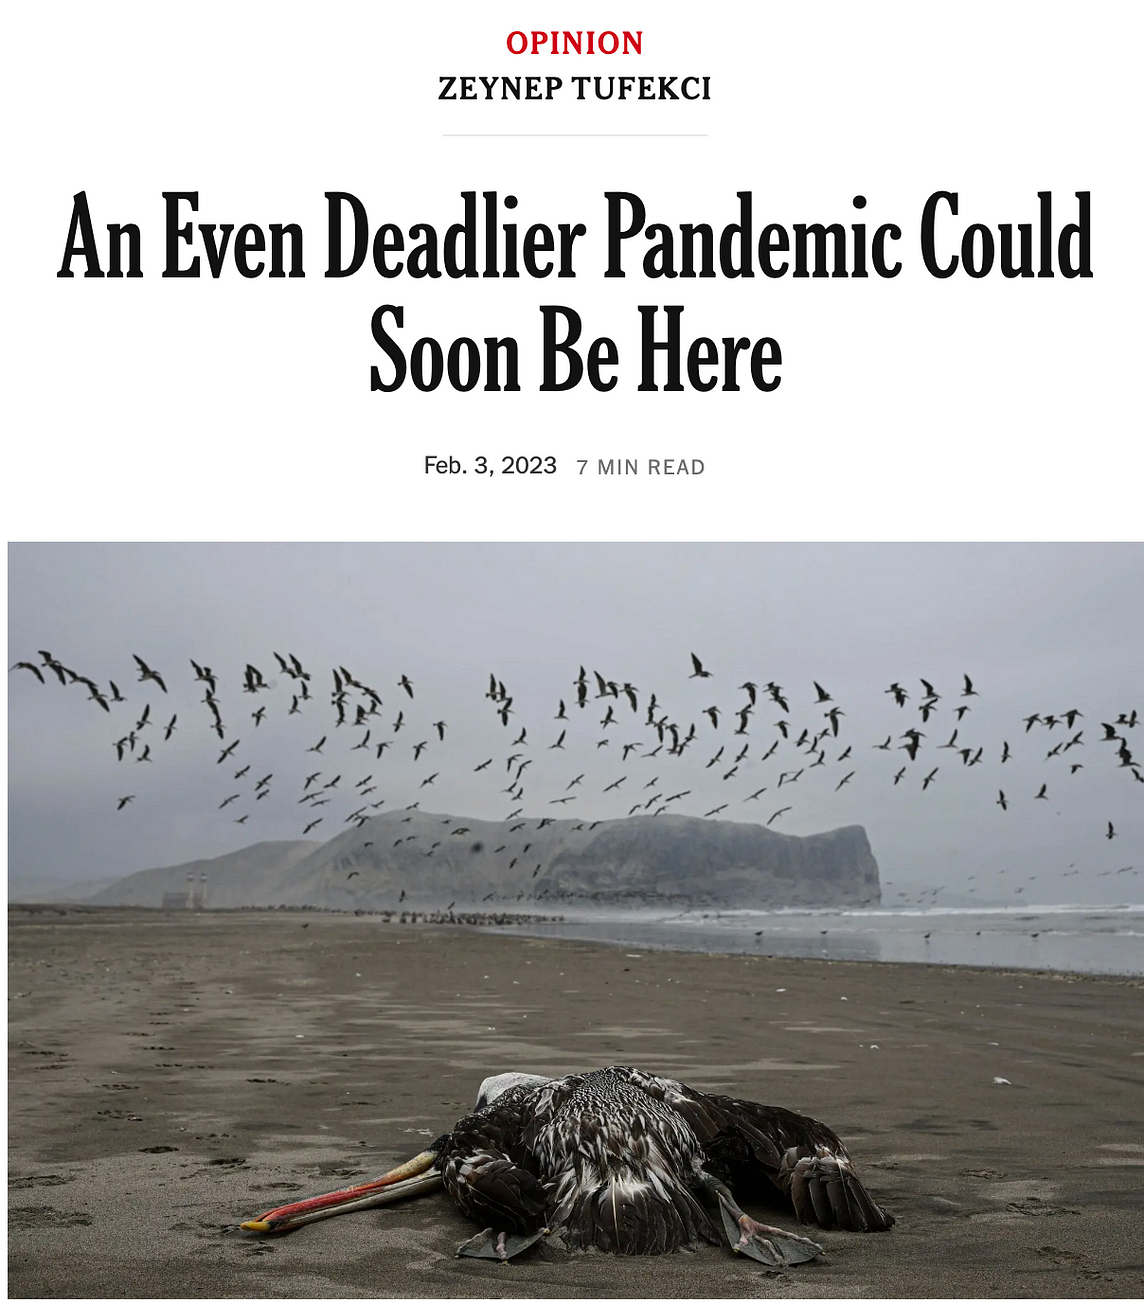 OPINION
ZEYNEP TUFEKCI
An Even Deadlier Pandemic Could
Soon Be Here
Feb. 3, 2023 7 MIN READ